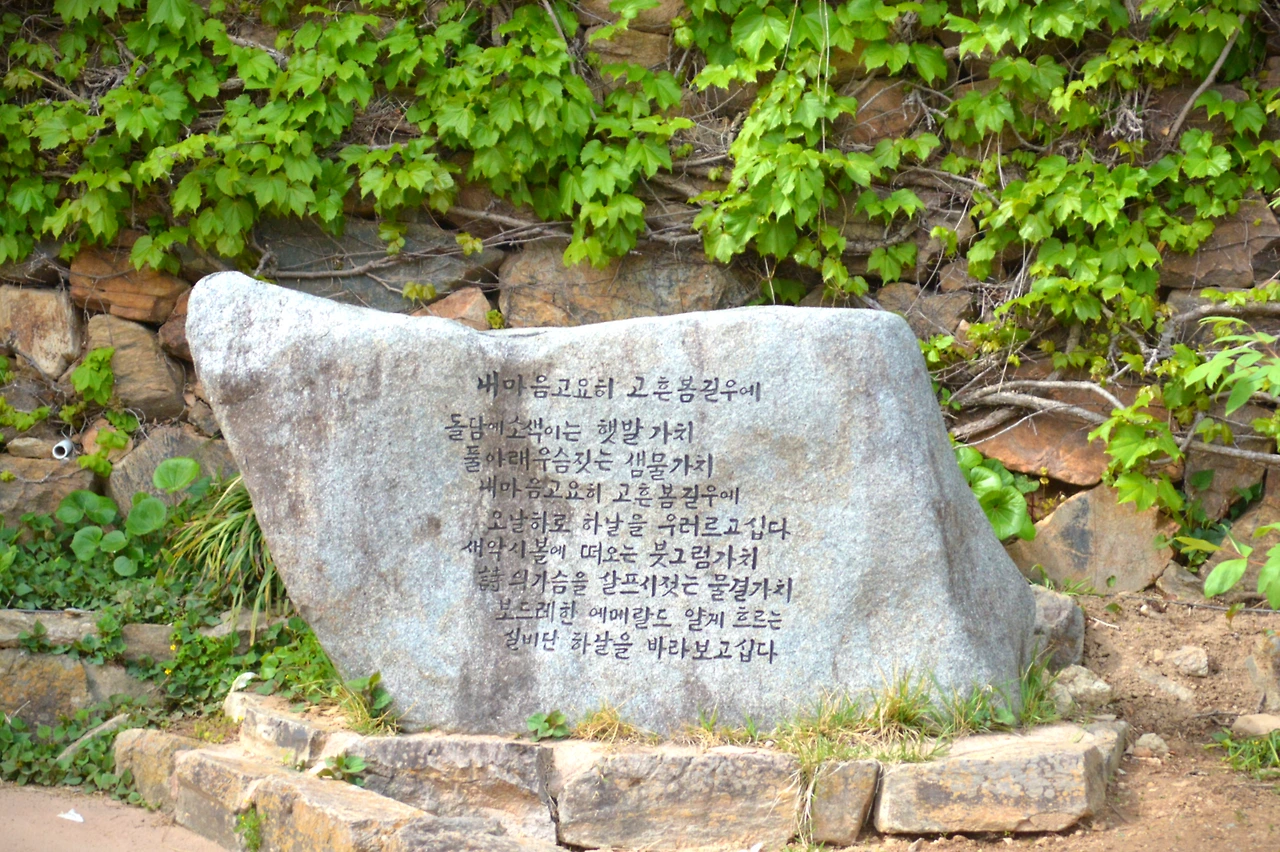 내마음고요히 고흔봄길우에
돌담에소색이는 햇발가치
풀아래우슴짓는 샘물가치
내마음고요히 고흔봄길우에
오날하로 하날을 우러르고십다
새악시볼에 떠오는 붓그럼가치
詩의가슴을 살프시젓는 물결가치
보드레한 에메랄드 얄게 흐르는
실비단 하날을 바라보고십다